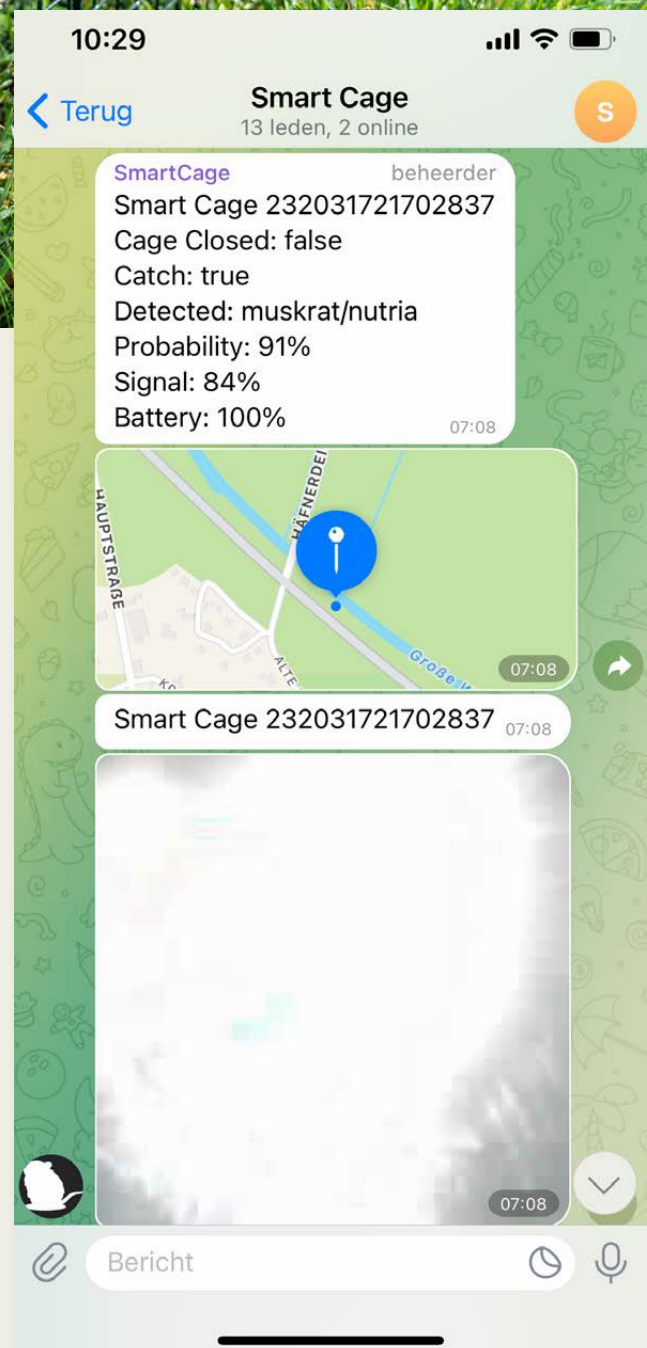 10:29
Terug
Smart Cage
13 leden, 2 online
S
SmartCage beheerder
Smart Cage 232031721702837
Cage Closed: false
Catch: true
Detected: muskrat/nutria
Probability: 91%
Signal: 84%
Battery: 100%
07:08
HAUPTSTRAßE
HÄFNERDEI
ALTE
Große
07:08
Smart Cage 232031721702837 07:08
07:08
Bericht